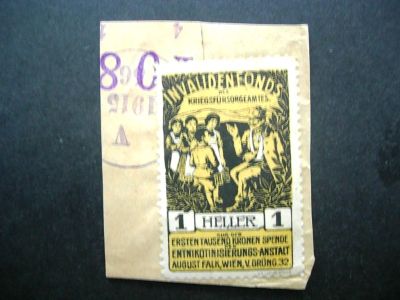 INVALIDENFONDS
DES
KRIEGSFÜRSORGEAMTES.
1 HELLER 1
AUS DER
ERSTEN TAUSEND KRONEN SPENDE
DER
ENTNIKOTINISIERUNGS-ANSTALT
AUGUST FALK, WIEN, V. GRÜNG. 32.
V